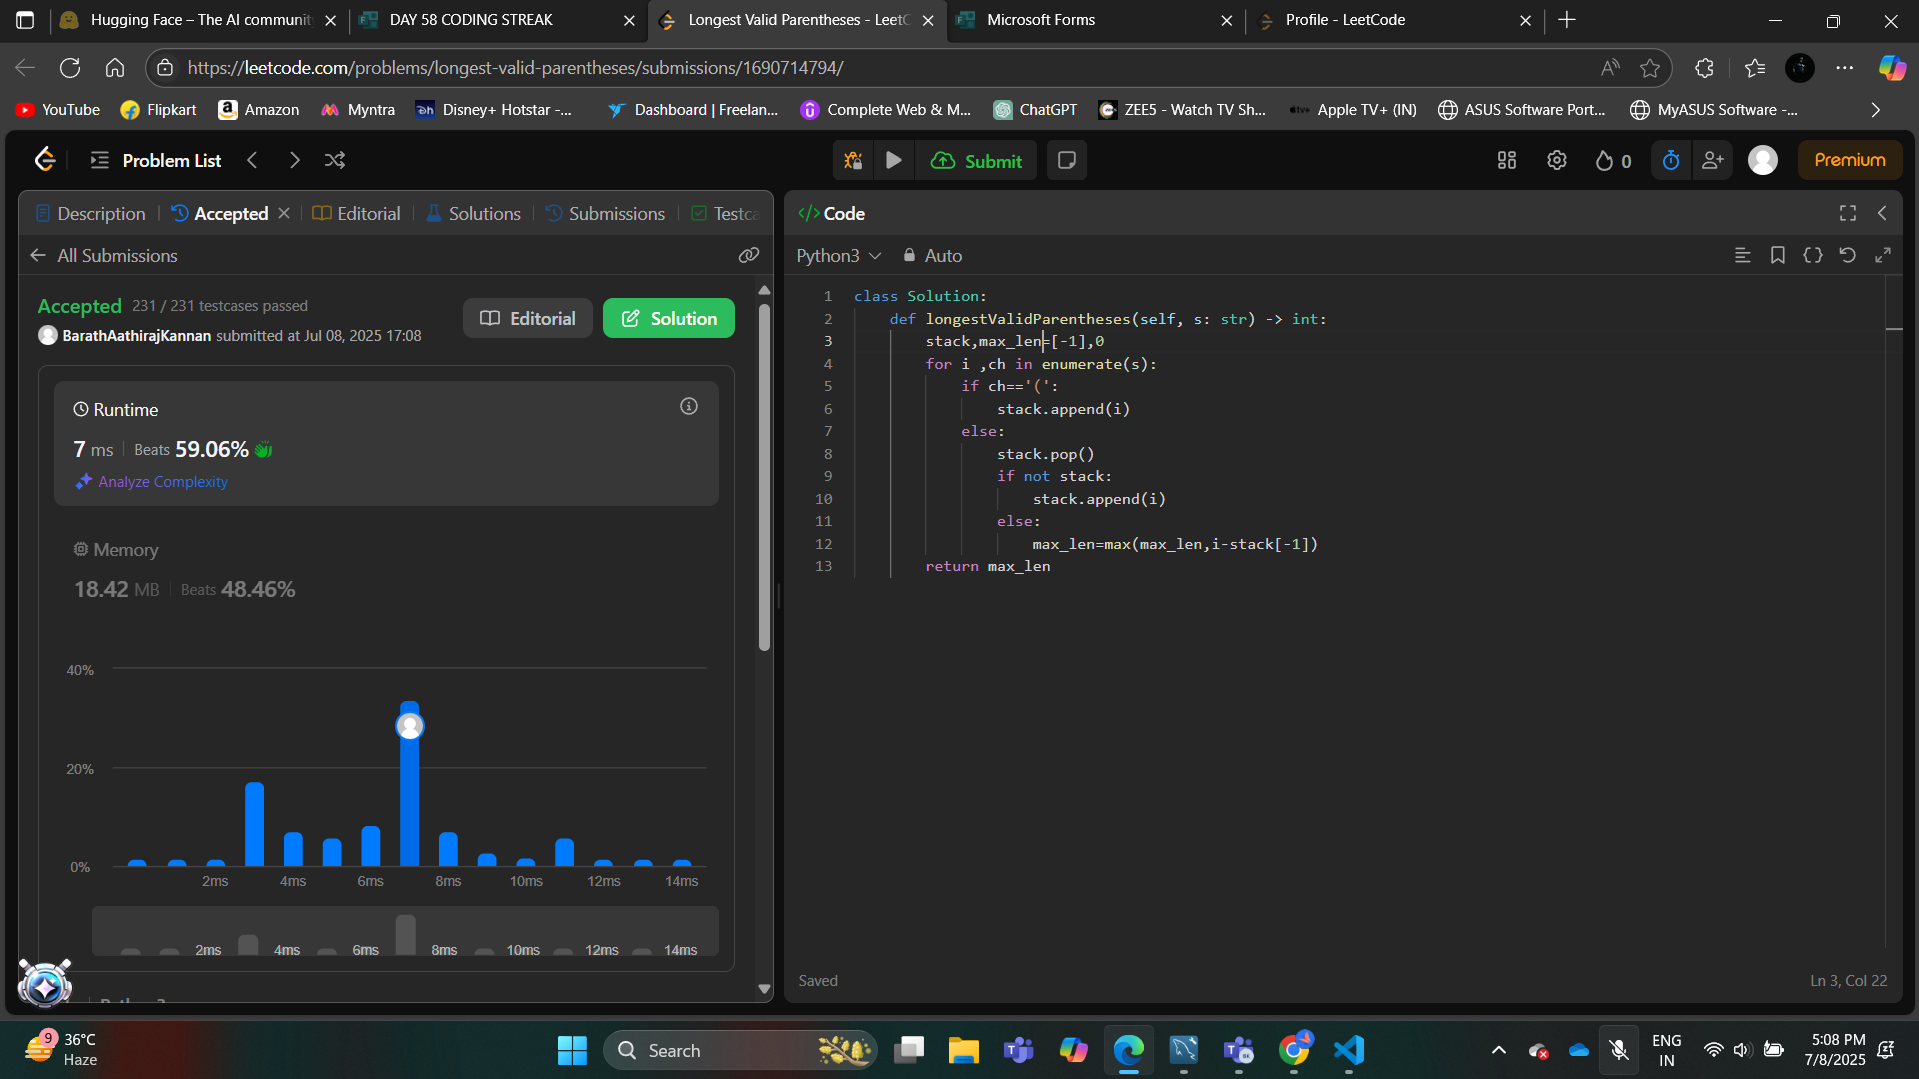 Hugging Face – The AI communit
DAY 58 CODING STREAK
Longest Valid Parentheses - LeetC
Microsoft Forms
Profile - LeetCode
https://leetcode.com/problems/longest-valid-parentheses/submissions/1690714794/
YouTube
Flipkart
Amazon
Myntra
Disney+ Hotstar -...
Dashboard | Freelan...
Complete Web & M...
ChatGPT
ZEE5 - Watch TV Sh...
Apple TV+ (IN)
ASUS Software Port...
MyASUS Software -...
Problem List
Submit
0
Premium
Description
Accepted
Editorial
Solutions
Submissions
Testca
All Submissions
Accepted 231 / 231 testcases passed
BarathAathirajKannan submitted at Jul 08, 2025 17:08
Editorial
Solution
Runtime
7 ms Beats 59.06%
Analyze Complexity
Memory
18.42 MB Beats 48.46%
40%
20%
0%
2ms 4ms 6ms 8ms 10ms 12ms 14ms
2ms 4ms 6ms 8ms 10ms 12ms 14ms
</> Code
Python3 Auto
1 class Solution:
2 def longestValidParentheses(self, s: str) -> int:
3 stack,max_len=[-1],0
4 for i ,ch in enumerate(s):
5 if ch=='(':
6 stack.append(i)
7 else:
8 stack.pop()
9 if not stack:
10 stack.append(i)
11 else:
12 max_len=max(max_len,i-stack[-1])
13 return max_len
Saved
Ln 3, Col 22
9
36°C
Haze
Search
ENG
IN
5:08 PM
7/8/2025